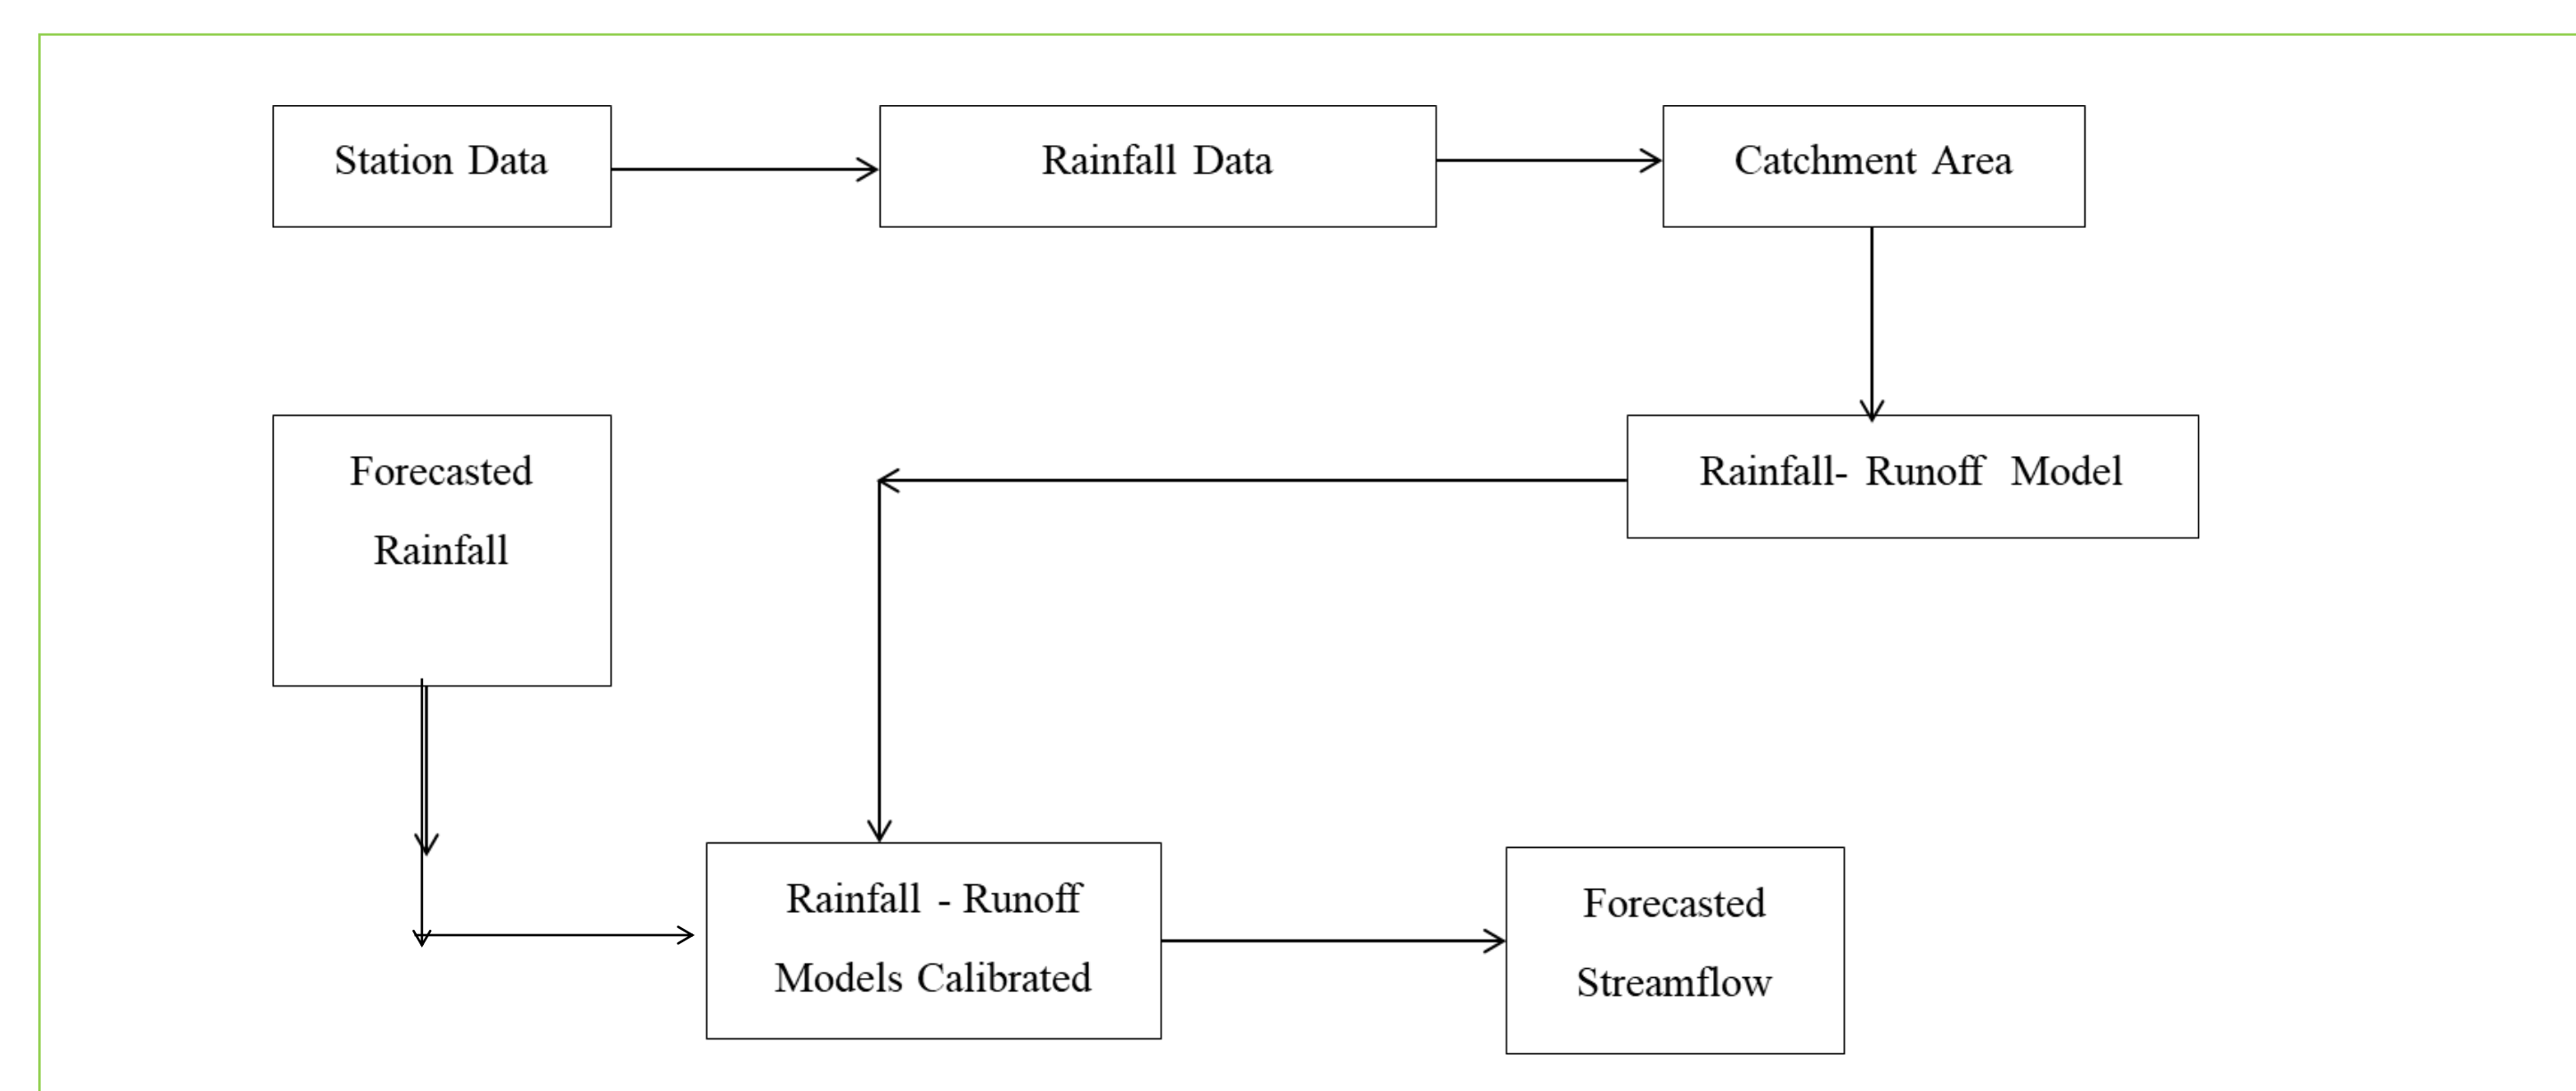 Station Data
Rainfall Data
Catchment Area
Forecasted
Rainfall
Rainfall- Runoff Model
Rainfall - Runoff
Models Calibrated
Forecasted
Streamflow